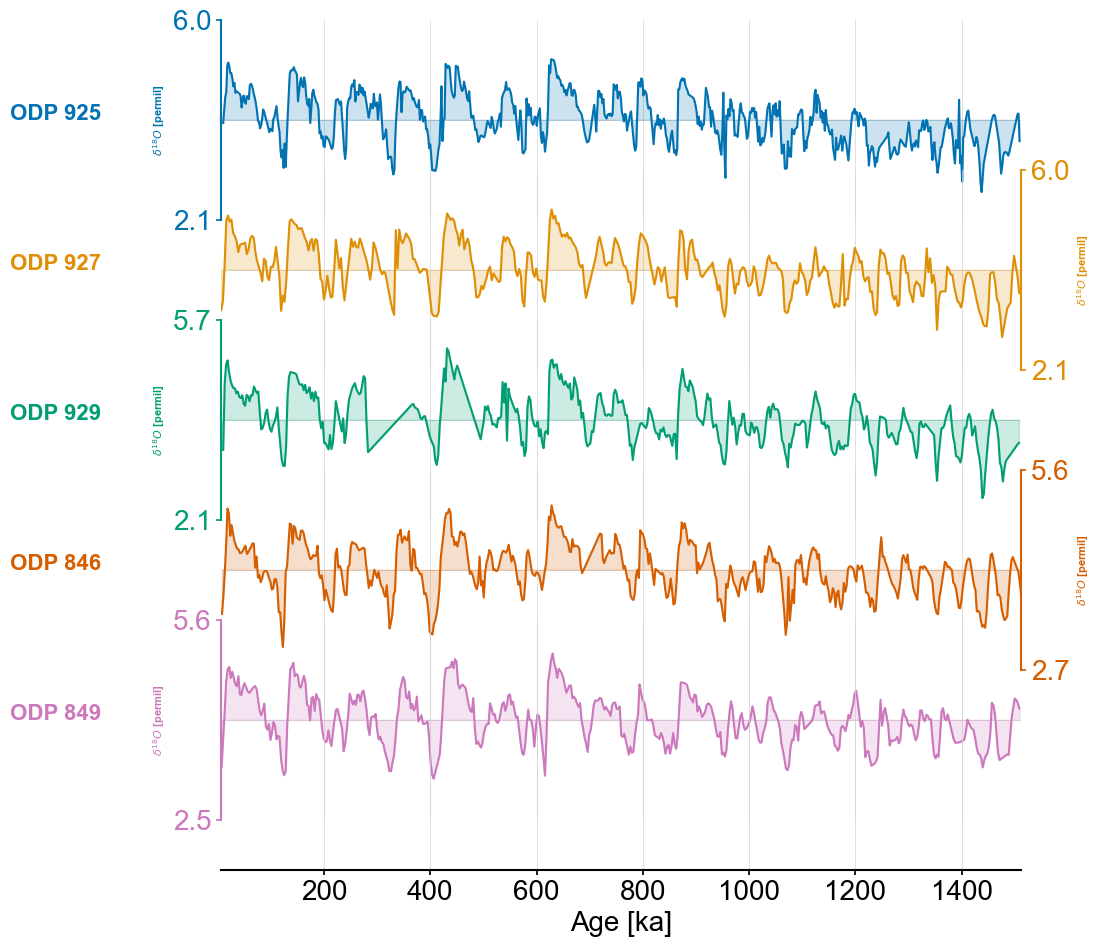 6.0
ODP 925
δ¹⁸O [permil]
2.1
6.0
ODP 927
δ¹⁸O [permil]
2.1
5.7
ODP 929
δ¹⁸O [permil]
2.1
5.6
ODP 846
δ¹⁸O [permil]
2.7
5.6
ODP 849
δ¹⁸O [permil]
2.5
200 400 600 800 1000 1200 1400
Age [ka]